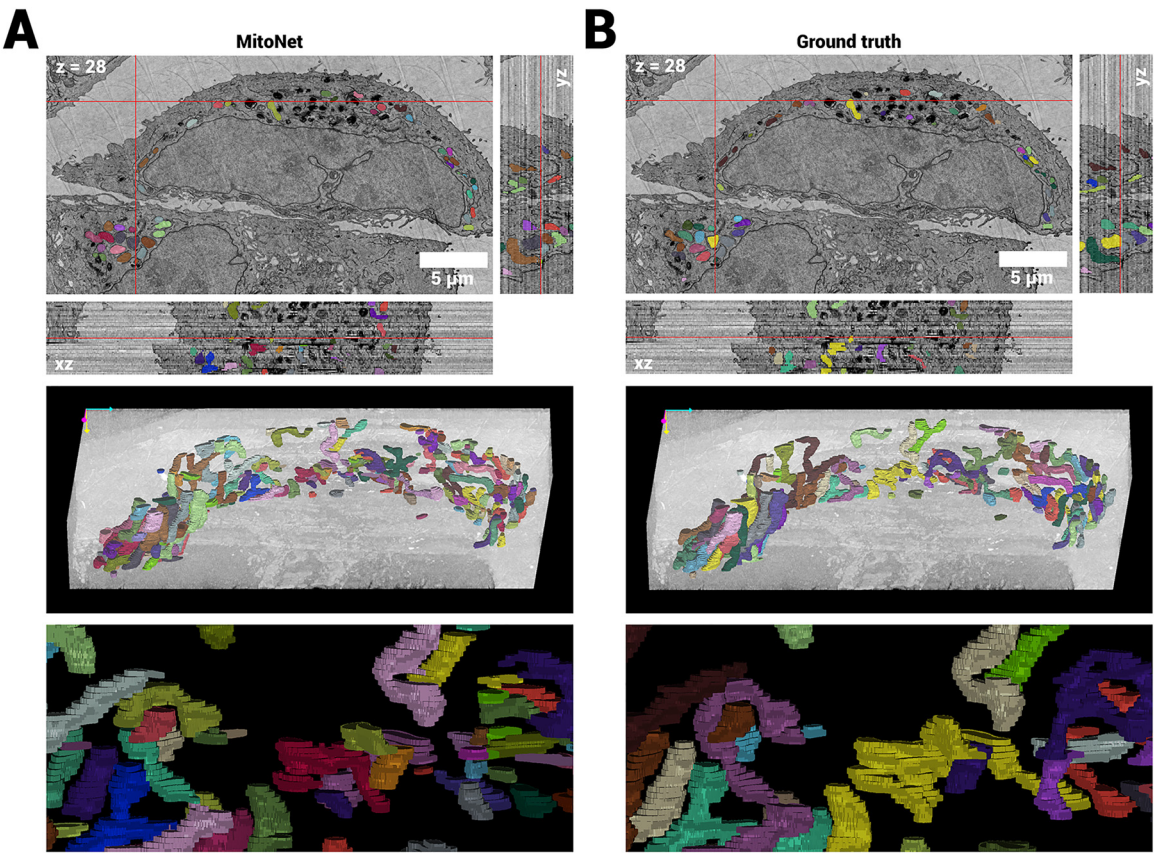 A
MitoNet
z = 28
yz
5 µm
xz
B
Ground truth
z = 28
yz
5 µm
xz